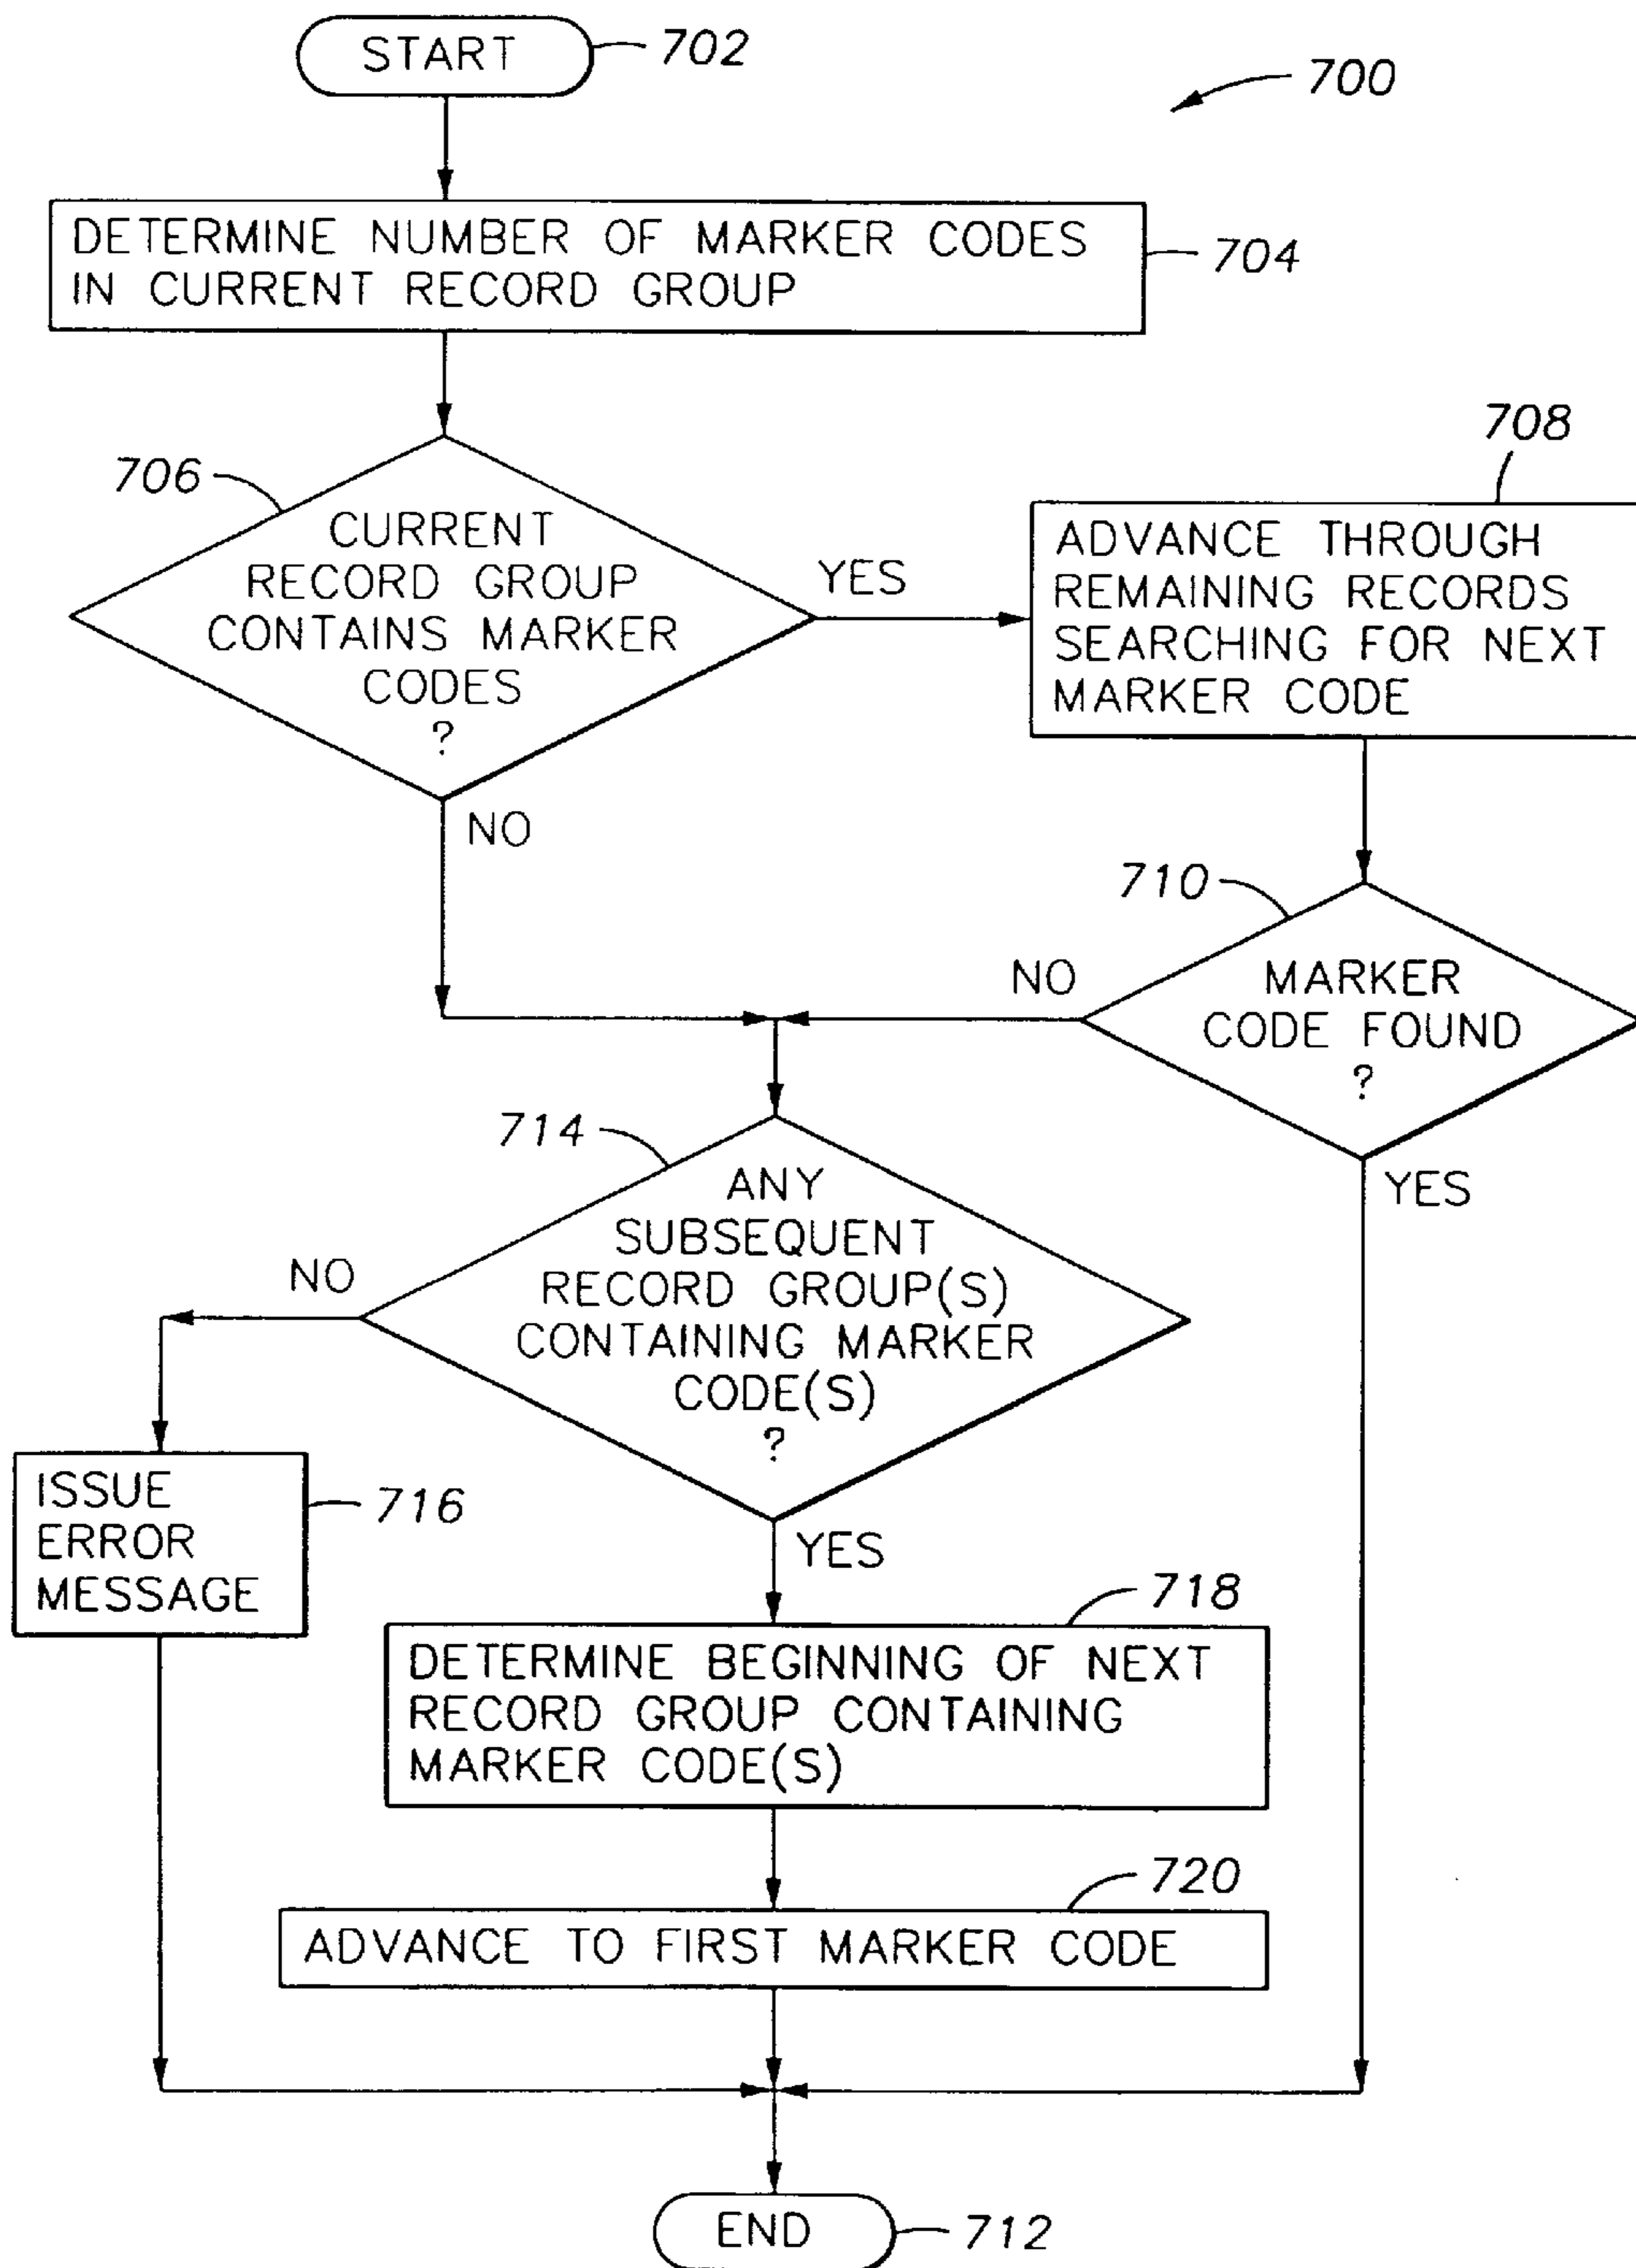 START
702
700
DETERMINE NUMBER OF MARKER CODES
IN CURRENT RECORD GROUP
704
706
CURRENT
RECORD GROUP
CONTAINS MARKER
CODES
?
YES
NO
708
ADVANCE THROUGH
REMAINING RECORDS
SEARCHING FOR NEXT
MARKER CODE
710
MARKER
CODE FOUND
?
NO
YES
714
ANY
SUBSEQUENT
RECORD GROUP(S)
CONTAINING MARKER
CODE(S)
?
NO
YES
ISSUE
ERROR
MESSAGE
716
718
DETERMINE BEGINNING OF NEXT
RECORD GROUP CONTAINING
MARKER CODE(S)
720
ADVANCE TO FIRST MARKER CODE
END
712